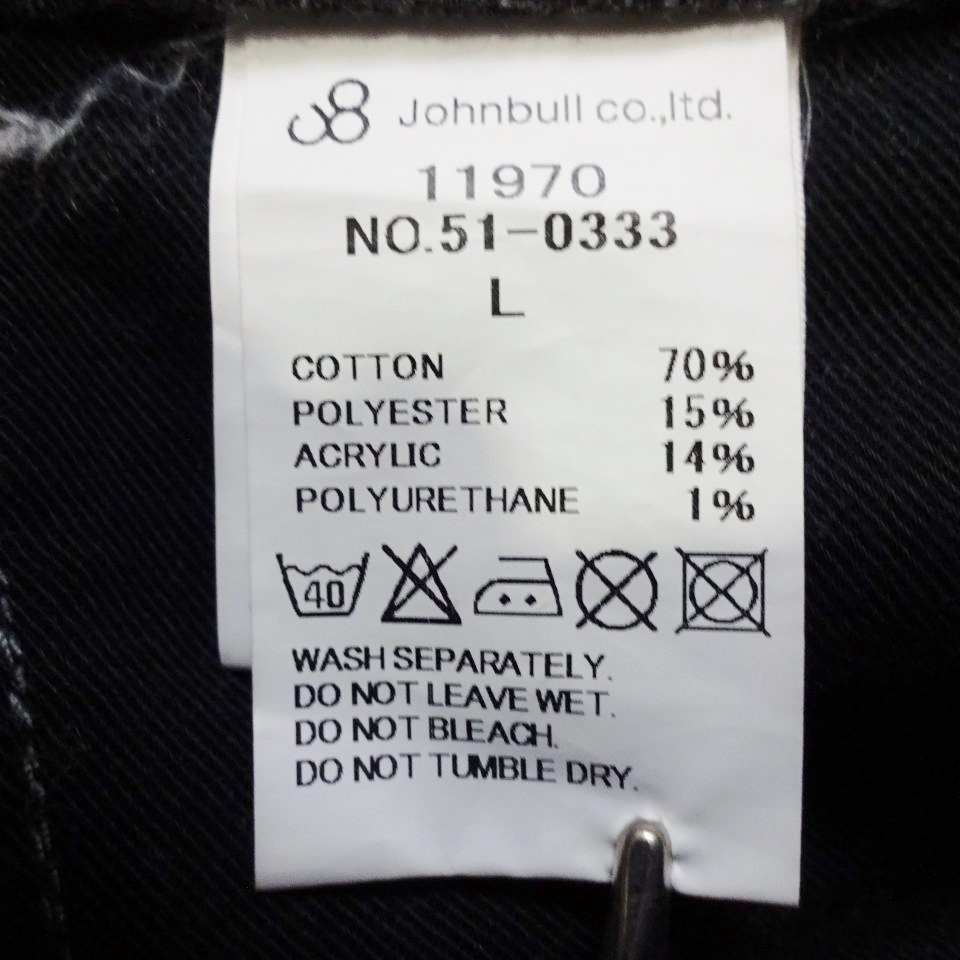 Johnbull co.,ltd.
11970
NO.51-0333
L
COTTON 70%
POLYESTER 15%
ACRYLIC 14%
POLYURETHANE 1%
40
WASH SEPARATELY.
DO NOT LEAVE WET.
DO NOT BLEACH.
DO NOT TUMBLE DRY.